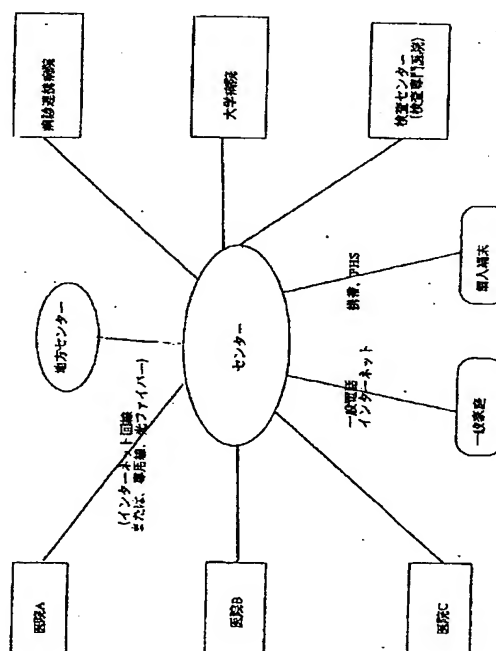 病診連携病院
大学病院
検査センター
(検査専門医院)
地方センター
センター
携帯、PHS
個人端末
一般電話
インターネット
一般家庭
(インターネット回線
または、専用線、光ファイバー)
医院A
医院B
医院C